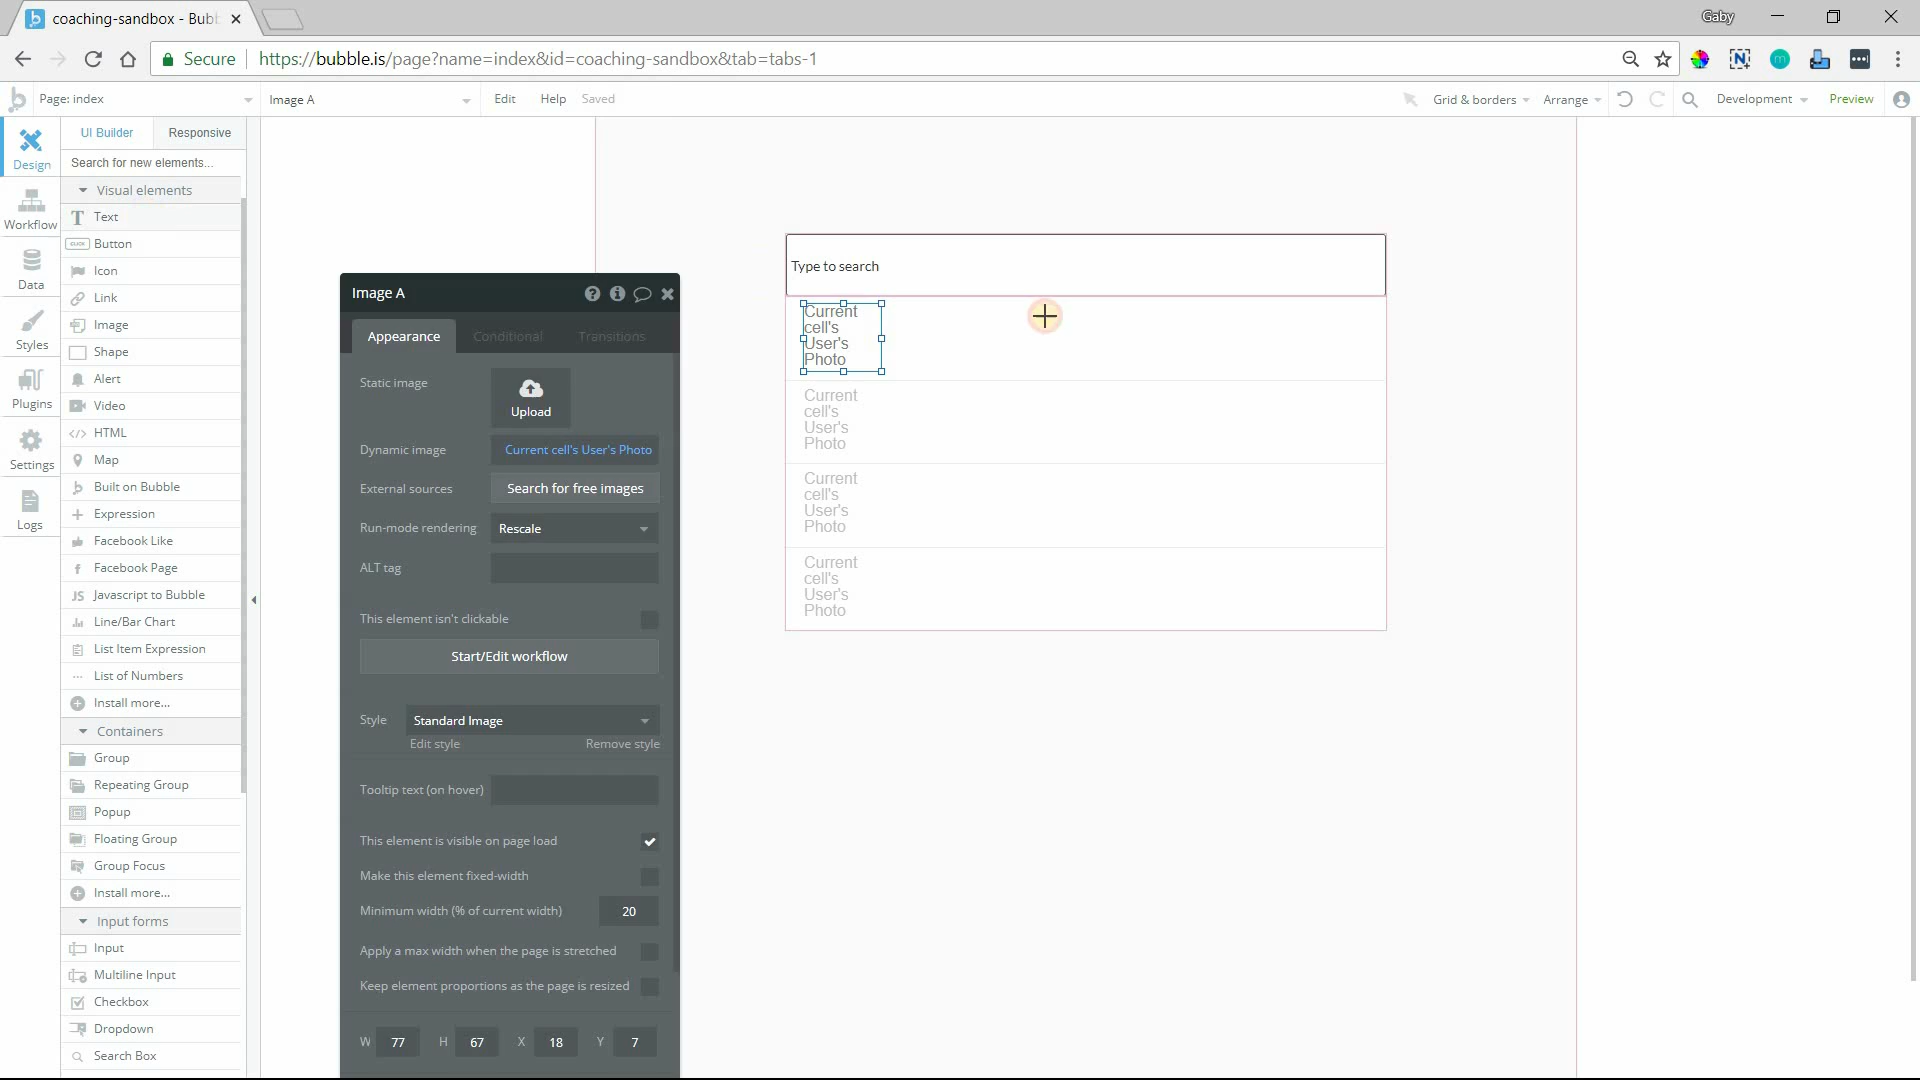 coaching-sandbox - Bubb
Gaby
Secure
https://bubble.is/page?name=index&id=coaching-sandbox&tab=tabs-1
Page: index
Image A
Edit
Help
Saved
Grid & borders
Arrange
Development
Preview
Design
Workflow
Data
Styles
Plugins
Settings
Logs
UI Builder
Responsive
Search for new elements...
Visual elements
Text
CLICK Button
Icon
Link
Image
Shape
Alert
Video
HTML
Map
Built on Bubble
Expression
Facebook Like
Facebook Page
JS Javascript to Bubble
Line/Bar Chart
List Item Expression
List of Numbers
Install more...
Containers
Group
Repeating Group
Popup
Floating Group
Group Focus
Install more...
Input forms
Input
Multiline Input
Checkbox
Dropdown
Search Box
Image A
Appearance
Conditional
Transitions
Static image
Upload
Dynamic image
Current cell's User's Photo
External sources
Search for free images
Run-mode rendering
Rescale
ALT tag
This element isn't clickable
Start/Edit workflow
Style
Standard Image
Edit style
Remove style
Tooltip text (on hover)
This element is visible on page load
Make this element fixed-width
Minimum width (% of current width)
20
Apply a max width when the page is stretched
Keep element proportions as the page is resized
W 77 H 67 X 18 Y 7
Type to search
Current
cell's
User's
Photo
Current
cell's
User's
Photo
Current
cell's
User's
Photo
Current
cell's
User's
Photo